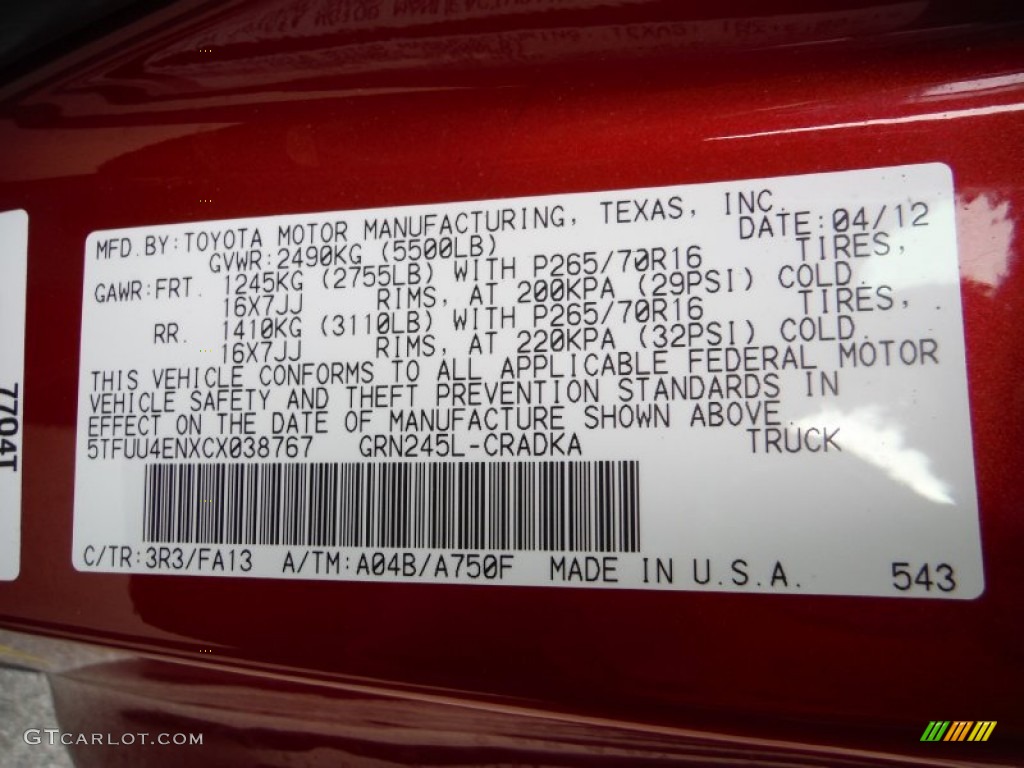 MFD. BY: TOYOTA MOTOR MANUFACTURING, TEXAS, INC.
GVWR: 2490KG (5500LB) DATE: 04/12
GAWR: FRT. 1245KG (2755LB) WITH P265/70R16 TIRES,
16X7JJ RIMS, AT 200KPA (29PSI) COLD.
RR. 1410KG (3110LB) WITH P265/70R16 TIRES,
16X7JJ RIMS, AT 220KPA (32PSI) COLD.
THIS VEHICLE CONFORMS TO ALL APPLICABLE FEDERAL MOTOR
VEHICLE SAFETY AND THEFT PREVENTION STANDARDS IN
EFFECT ON THE DATE OF MANUFACTURE SHOWN ABOVE.
5TFUU4ENXCX038767 GRN245L-CRADKA TRUCK
C/TR: 3R3/FA13 A/TM: A04B/A750F MADE IN U.S.A. 543
7704T
GTCARLOT.COM